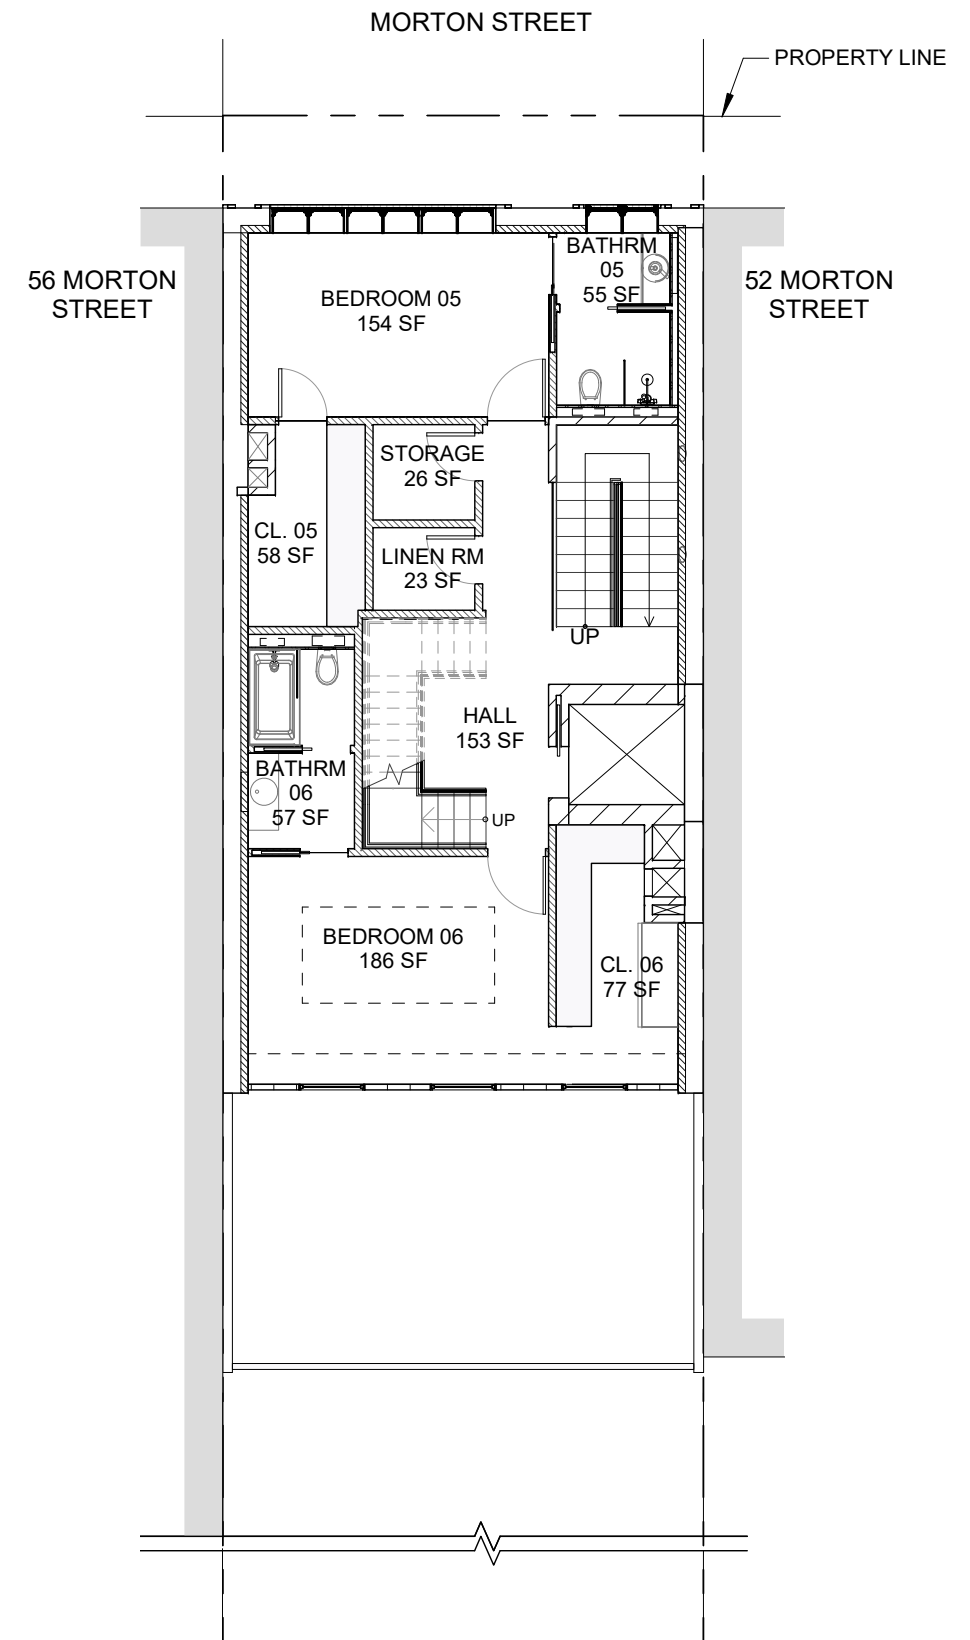 MORTON STREET
PROPERTY LINE
56 MORTON
STREET
52 MORTON
STREET
BATHRM
05
55 SF
BEDROOM 05
154 SF
STORAGE
26 SF
CL. 05
58 SF
LINEN RM
23 SF
UP
HALL
153 SF
BATHRM
06
57 SF
UP
BEDROOM 06
186 SF
CL. 06
77 SF